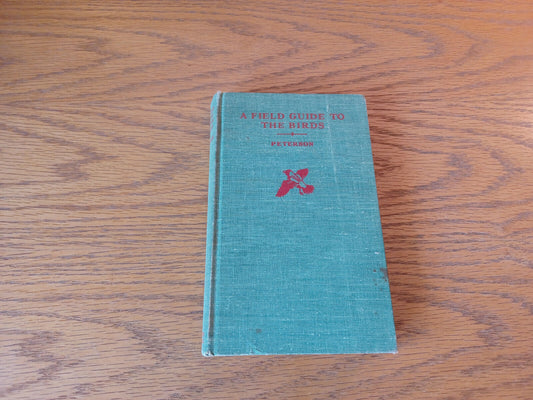 A FIELD GUIDE TO
THE BIRDS
PETERSON